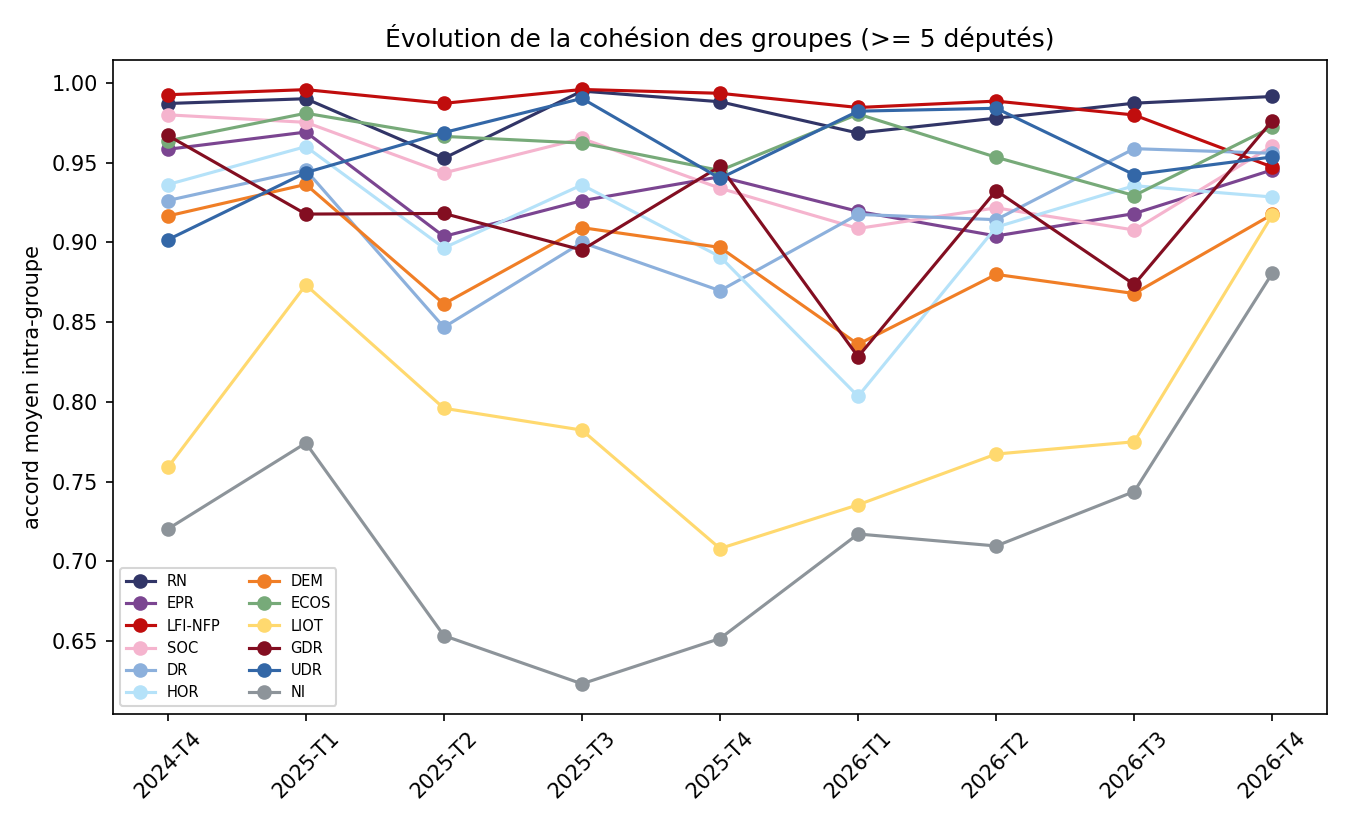 Évolution de la cohésion des groupes (>= 5 députés)
accord moyen intra-groupe
1.00
0.95
0.90
0.85
0.80
0.75
0.70
0.65
RN
EPR
LFI-NFP
SOC
DR
HOR
DEM
ECOS
LIOT
GDR
UDR
NI
2024-T4
2025-T1
2025-T2
2025-T3
2025-T4
2026-T1
2026-T2
2026-T3
2026-T4